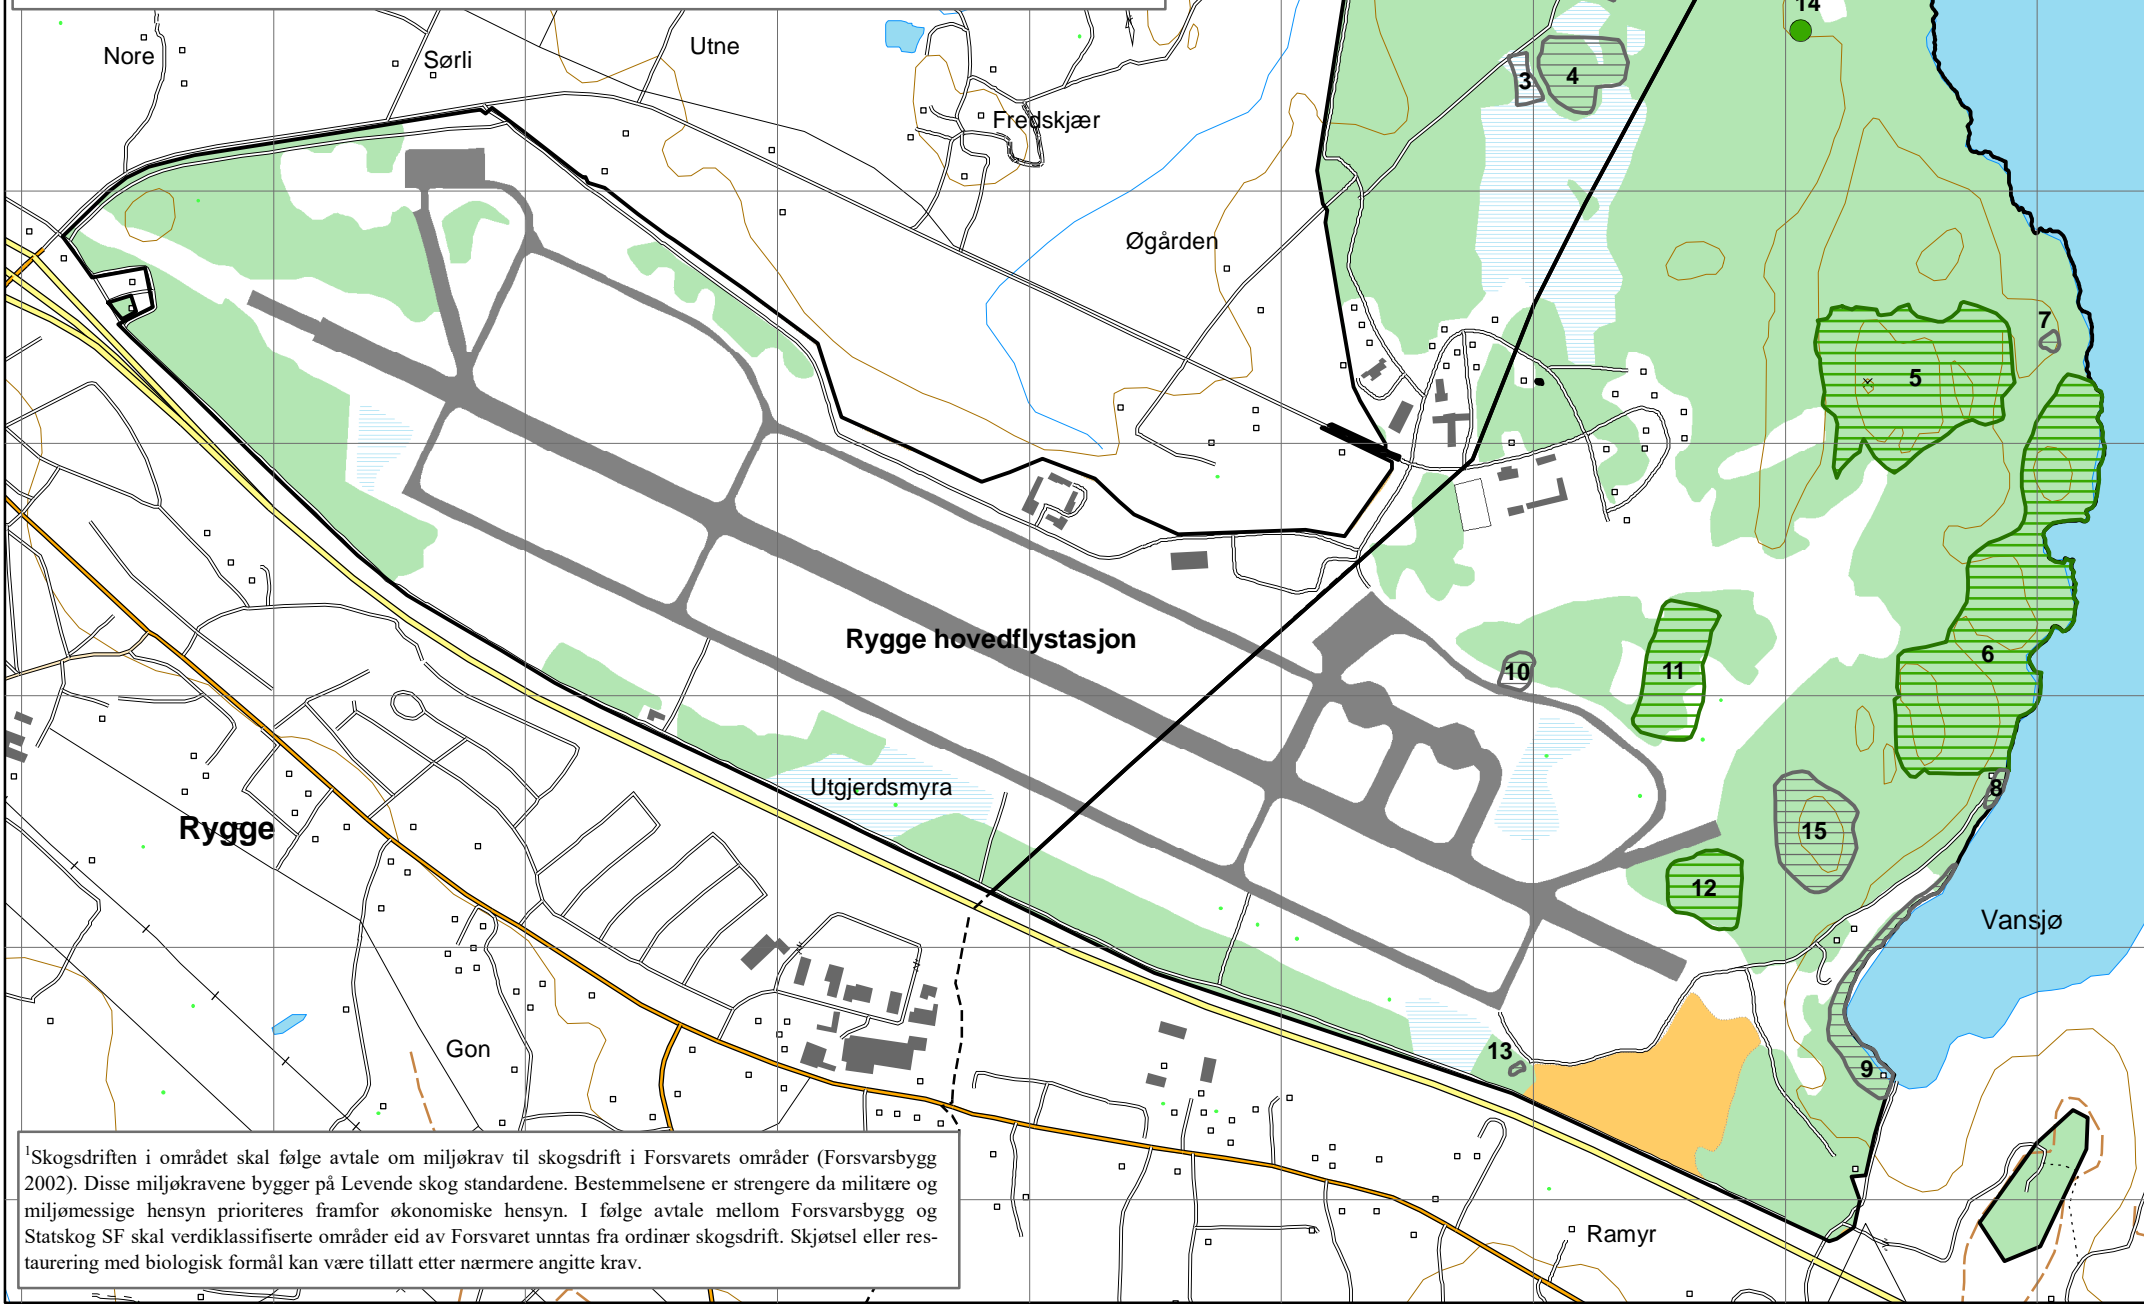 14
Nore
Sørli
Utne
3
4
Fredskjær
Øgården
7
5
Rygge hovedflystasjon
6
10
11
Utgjerdsmyra
8
Rygge
15
12
Vansjø
Gon
13
9
Ramyr
¹Skogsdriften i området skal følge avtale om miljøkrav til skogsdrift i Forsvarets områder (Forsvarsbygg
2002). Disse miljøkravene bygger på Levende skog standardene. Bestemmelsene er strengere da militære og
miljømessige hensyn prioriteres framfor økonomiske hensyn. I følge avtale mellom Forsvarsbygg og
Statskog SF skal verdiklassifiserte områder eid av Forsvaret unntas fra ordinær skogsdrift. Skjøtsel eller res-
taurering med biologisk formål kan være tillatt etter nærmere angitte krav.